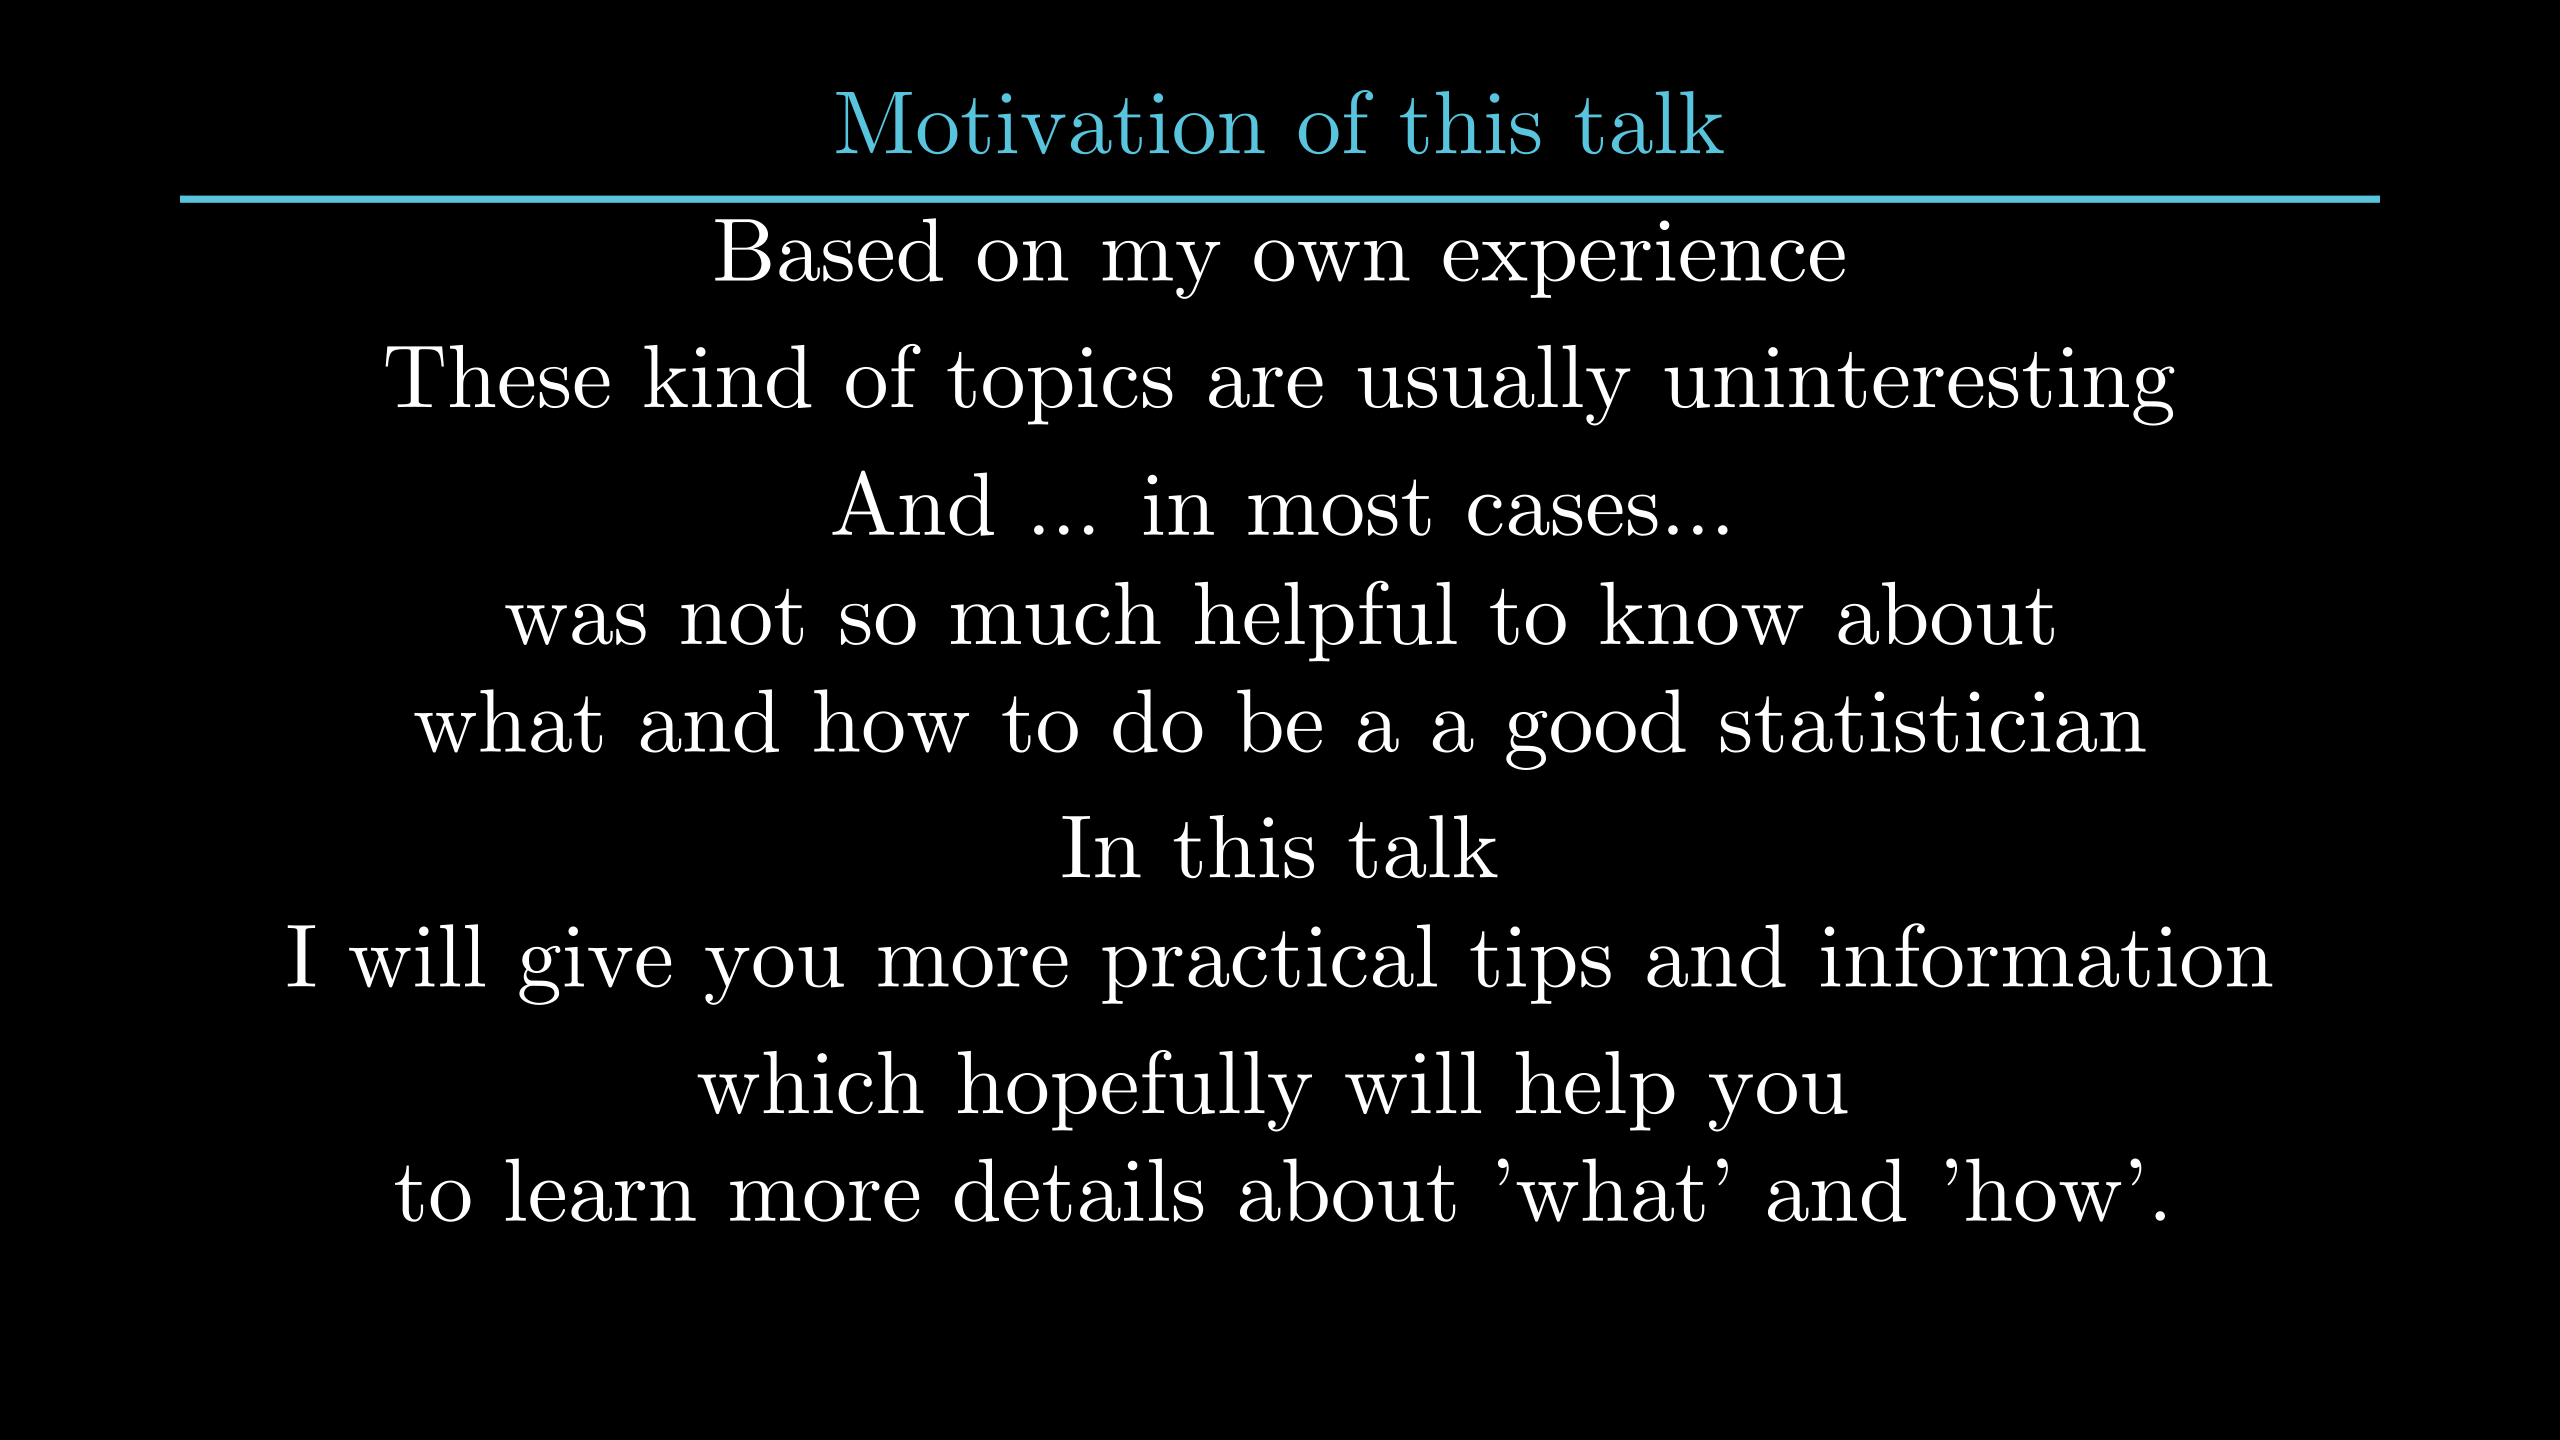 Motivation of this talk
Based on my own experience
These kind of topics are usually uninteresting
And ... in most cases...
was not so much helpful to know about
what and how to do be a a good statistician
In this talk
I will give you more practical tips and information
which hopefully will help you
to learn more details about ’what’ and ’how’.